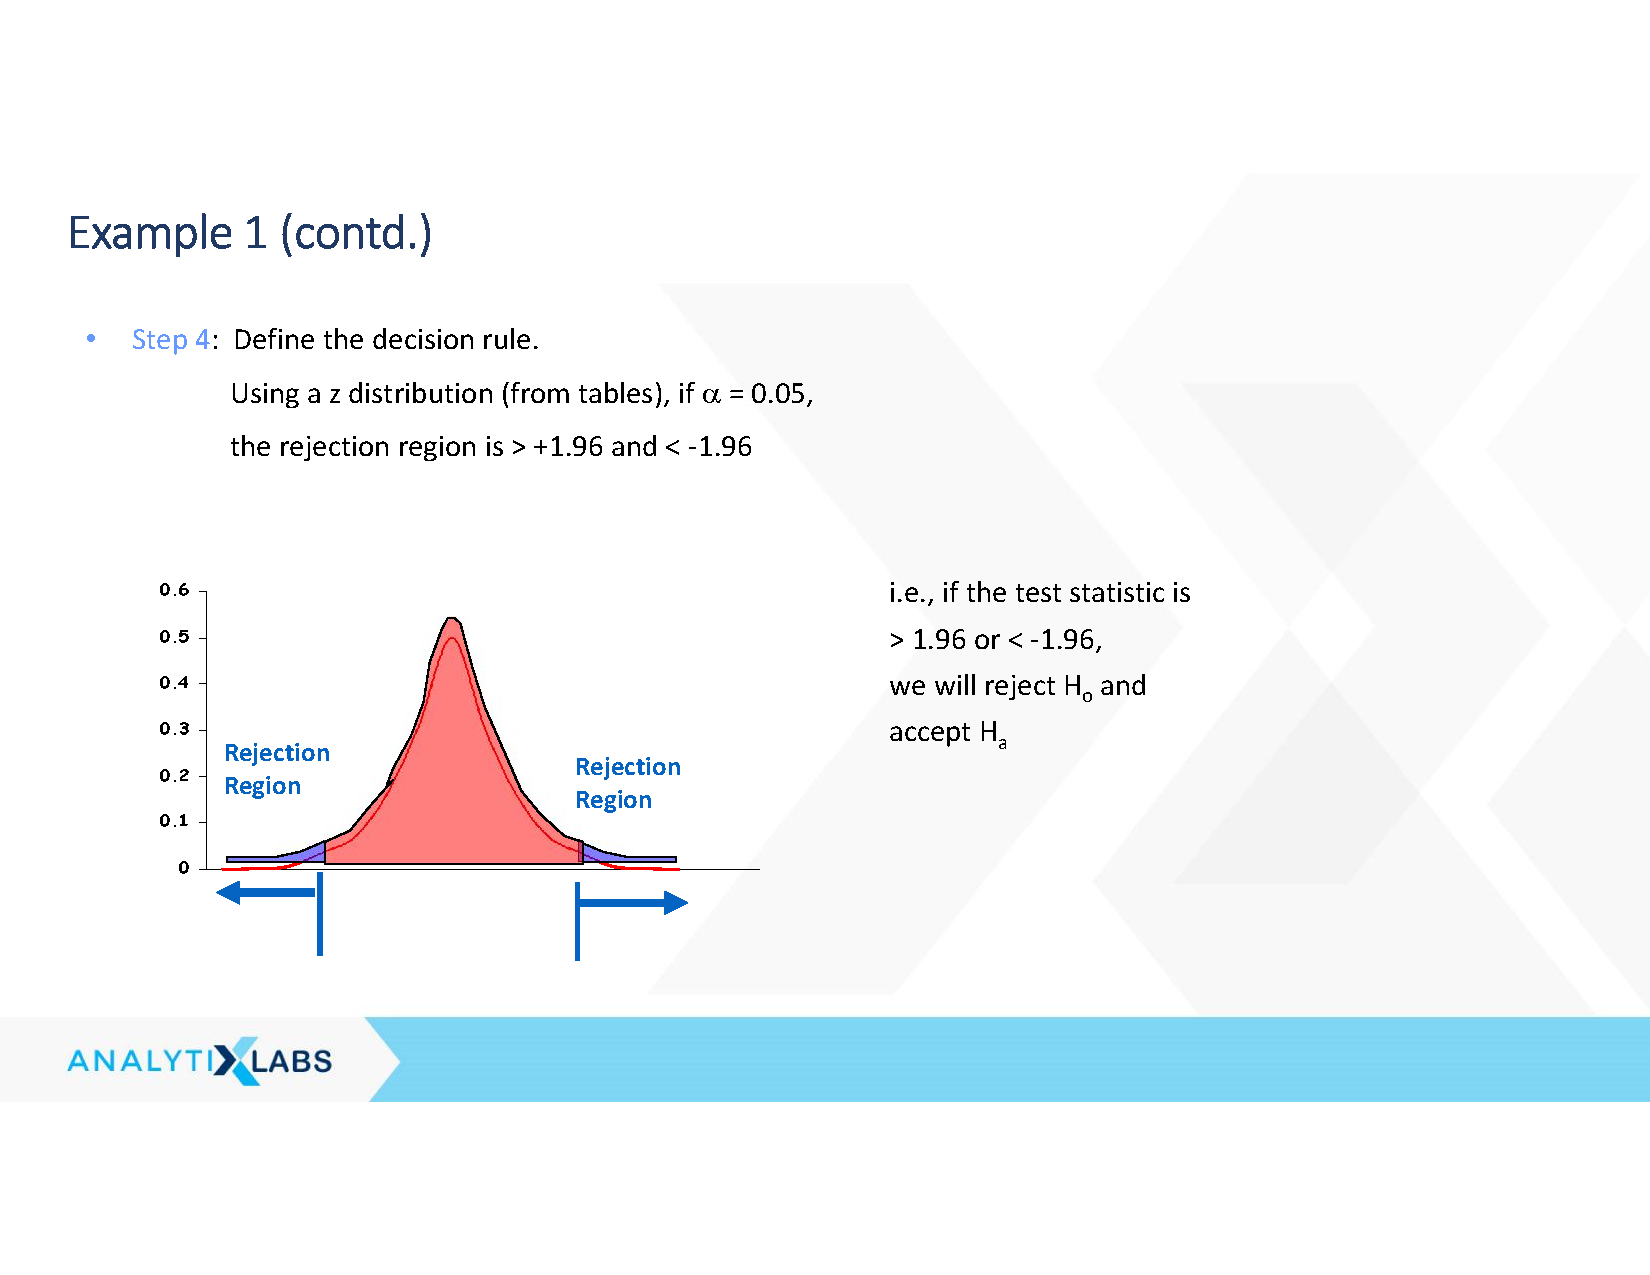 Example 1 (contd.)
• Step 4: Define the decision rule.
Using a z distribution (from tables), if α = 0.05,
the rejection region is > +1.96 and < -1.96
0.6
0.5
0.4
0.3
0.2
0.1
0
Rejection
Region
Rejection
Region
i.e., if the test statistic is
> 1.96 or < -1.96,
we will reject Ho and
accept Ha
ANALYTIXLABS